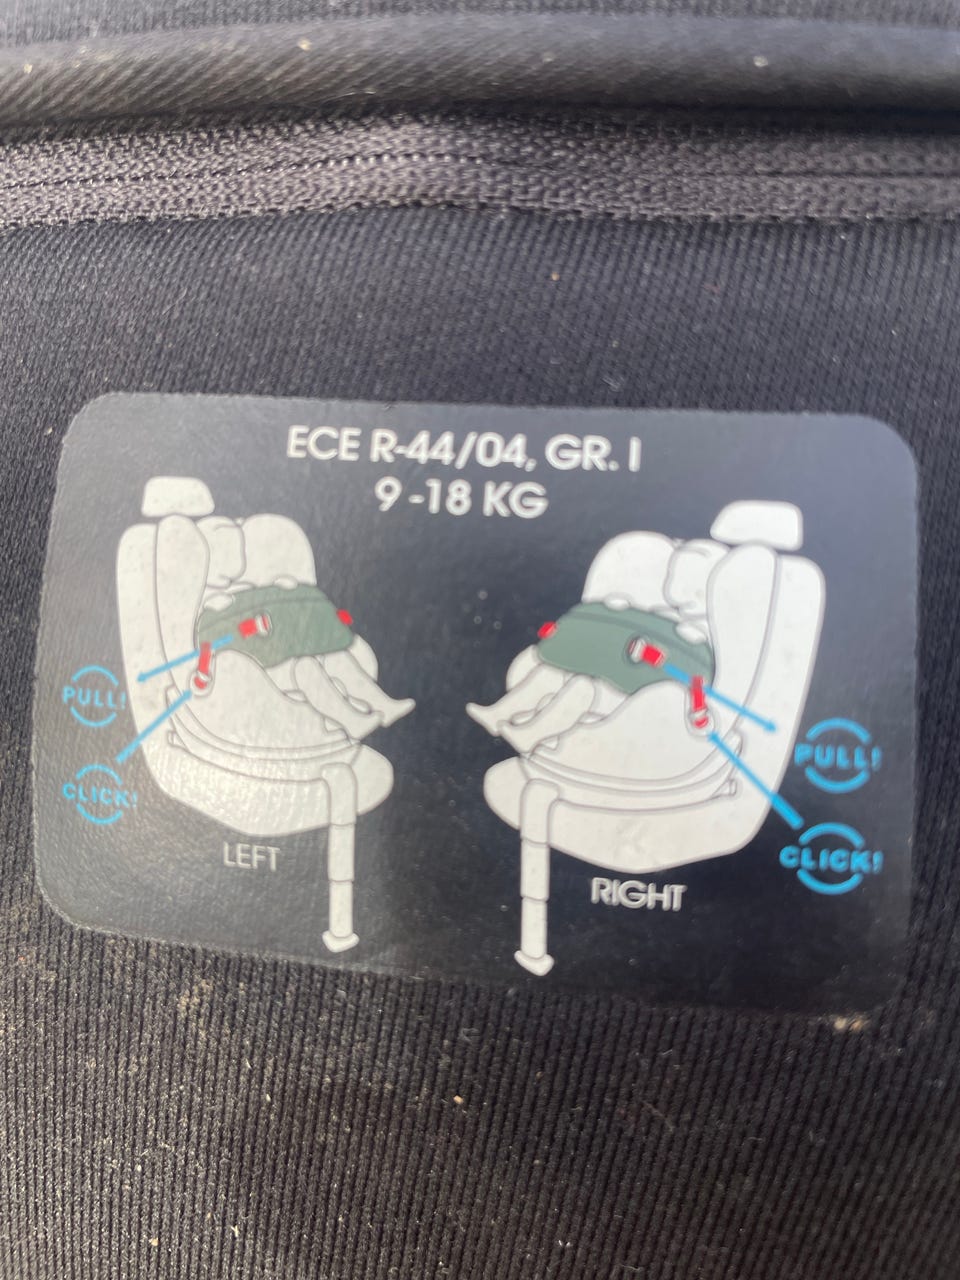 ECE R-44/04, GR. I
9 -18 KG
PULL!
CLICK!
LEFT
PULL!
CLICK!
RIGHT